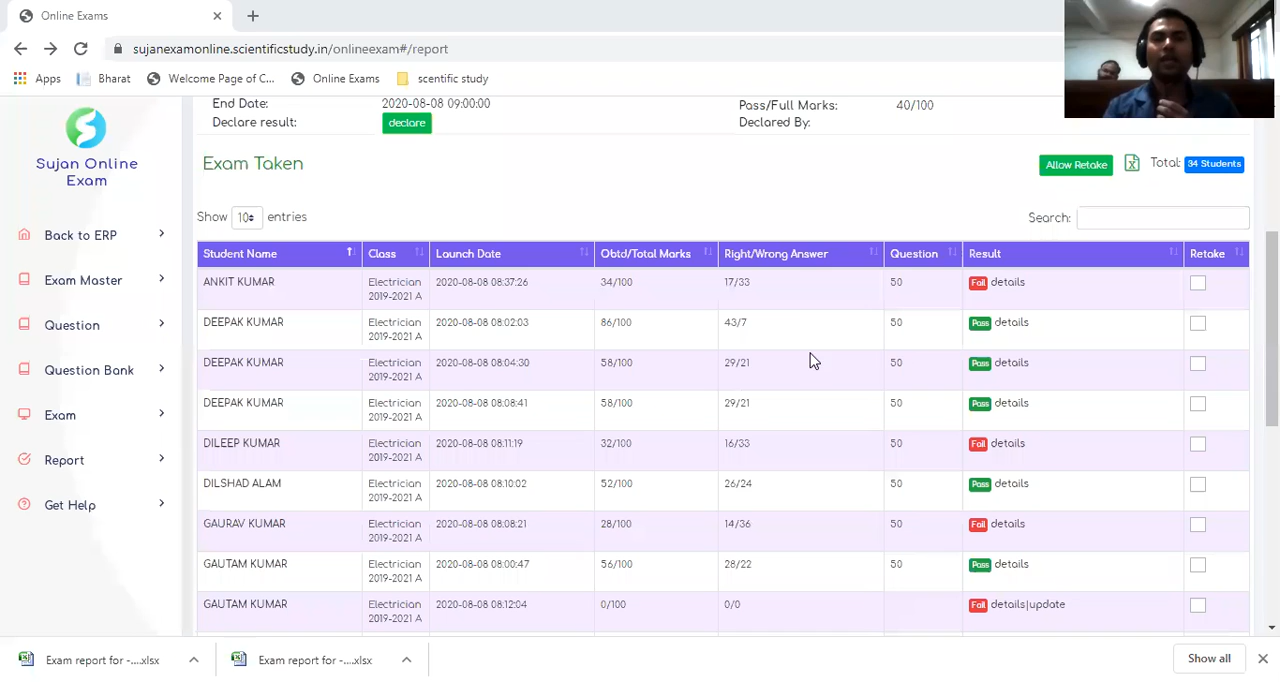 Online Exams
sujanexamonline.scientificstudy.in/onlineexam#/report
Apps Bharat Welcome Page of C... Online Exams scientific study
Sujan Online
Exam
Back to ERP
Exam Master
Question
Question Bank
Exam
Report
Get Help
End Date: 2020-08-08 09:00:00 Pass/Full Marks: 40/100
Declare result: declare Declared By:
Exam Taken Allow Retake Total: 34 Students
Show 10 entries Search:
Student Name Class Launch Date Obtd/Total Marks Right/Wrong Answer Question Result Retake
ANKIT KUMAR Electrician 2020-08-08 08:37:26 34/100 17/33 50 Fail details
2019-2021 A
DEEPAK KUMAR Electrician 2020-08-08 08:02:03 86/100 43/7 50 Pass details
2019-2021 A
DEEPAK KUMAR Electrician 2020-08-08 08:04:30 58/100 29/21 50 Pass details
2019-2021 A
DEEPAK KUMAR Electrician 2020-08-08 08:08:41 58/100 29/21 50 Pass details
2019-2021 A
DILEEP KUMAR Electrician 2020-08-08 08:11:19 32/100 16/33 50 Fail details
2019-2021 A
DILSHAD ALAM Electrician 2020-08-08 08:10:02 52/100 26/24 50 Pass details
2019-2021 A
GAURAV KUMAR Electrician 2020-08-08 08:08:21 28/100 14/36 50 Fail details
2019-2021 A
GAUTAM KUMAR Electrician 2020-08-08 08:00:47 56/100 28/22 50 Pass details
2019-2021 A
GAUTAM KUMAR Electrician 2020-08-08 08:12:04 0/100 0/0 Fail details|update
2019-2021 A
Exam report for -....xlsx Exam report for -....xlsx Show all